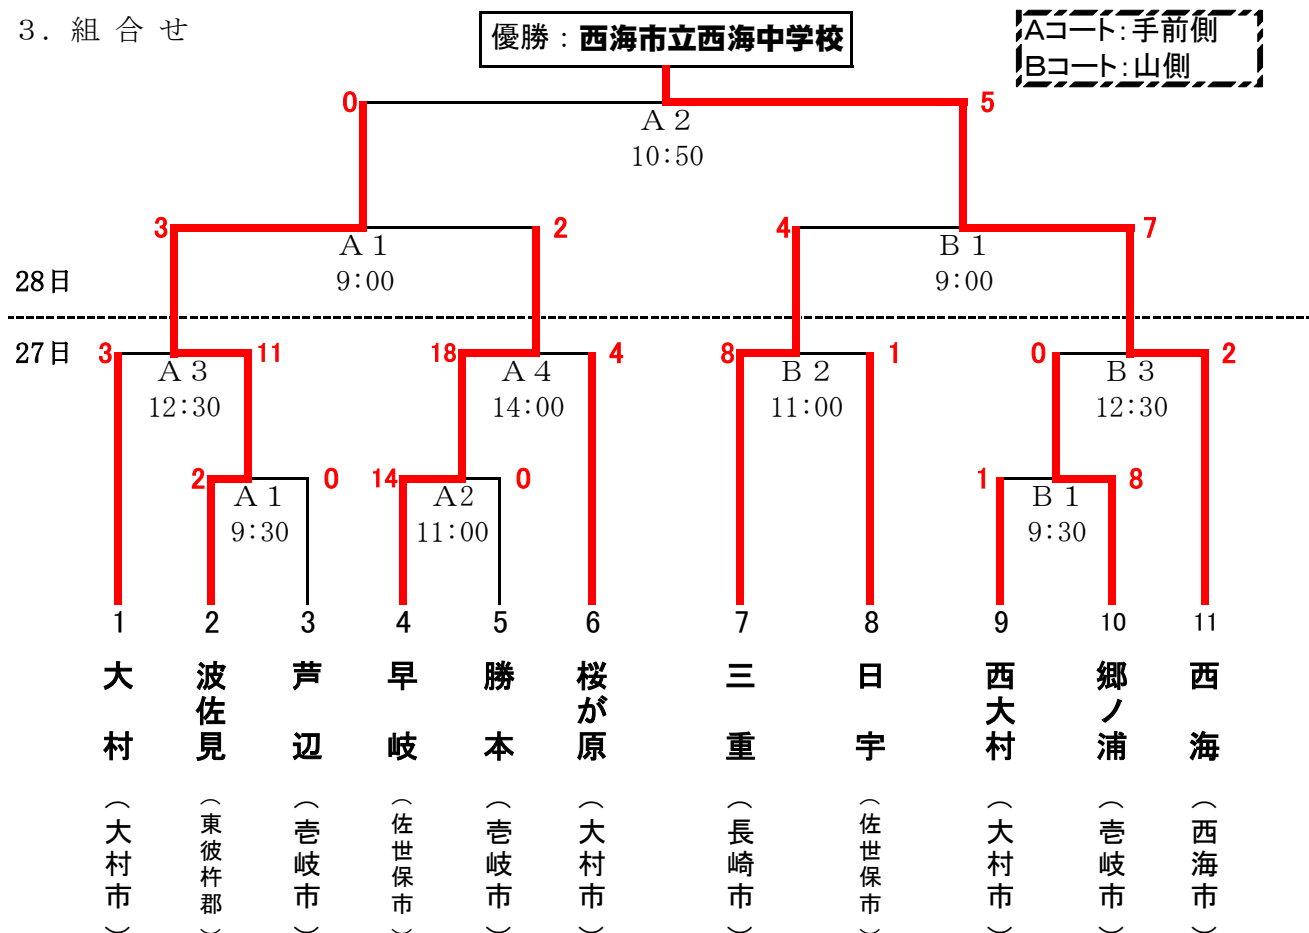 3. 組 合 せ
優勝：西海市立西海中学校
Aコート：手前側
Bコート：山側
0
5
A 2
10:50
3
2
4
7
A 1
9:00
B 1
9:00
28日
27日
3
11
18
4
8
1
0
2
A 3
12:30
A 4
14:00
B 2
11:00
B 3
12:30
2
0
14
0
1
8
A 1
9:30
A2
11:00
B 1
9:30
1
2
3
4
5
6
7
8
9
10
11
大村
波佐見
芦辺
早岐
勝本
桜が原
三重
日宇
西大村
郷ノ浦
西海
（大村市）
（東彼杵郡）
（壱岐市）
（佐世保市）
（壱岐市）
（大村市）
（長崎市）
（佐世保市）
（大村市）
（壱岐市）
（西海市）